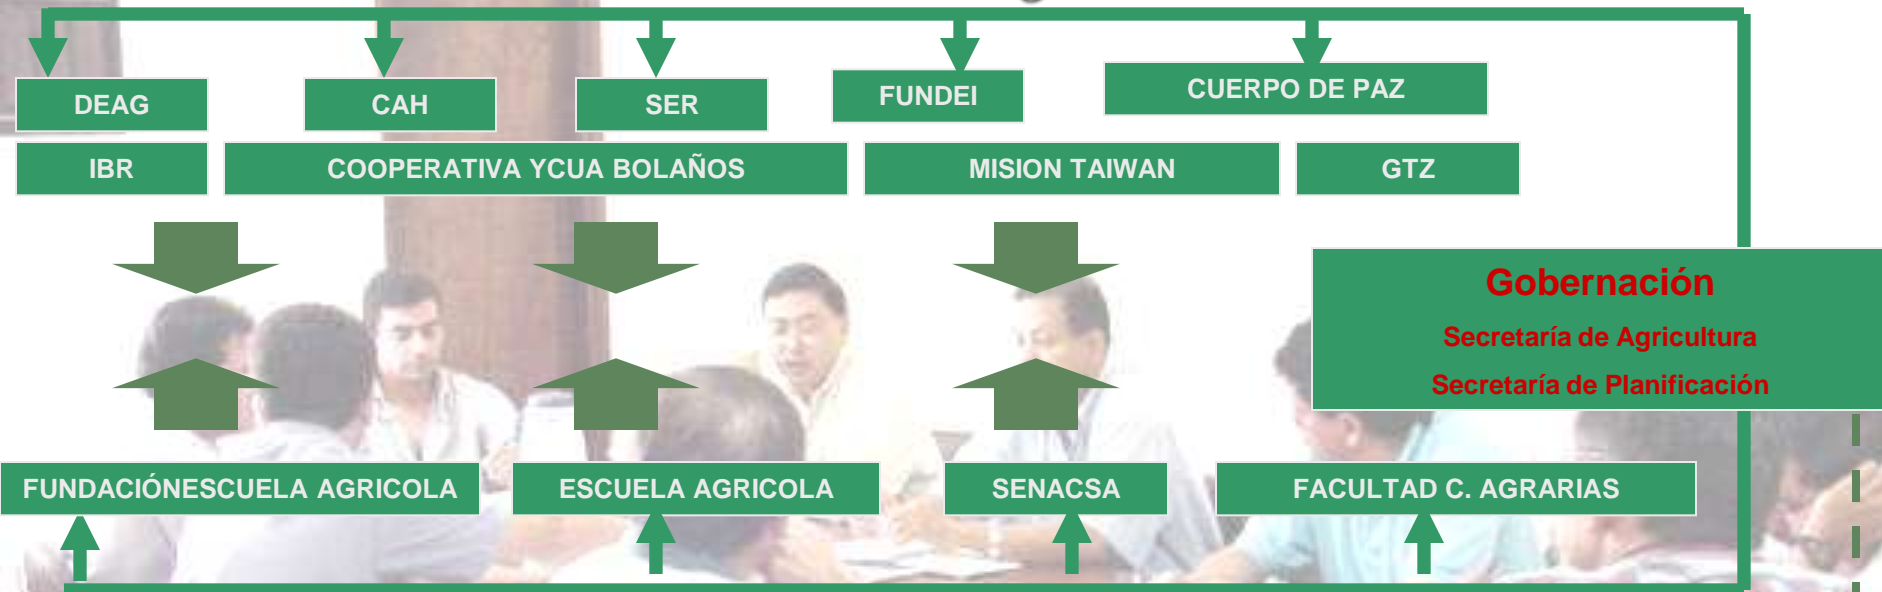 DEAG
CAH
SER
FUNDEI
CUERPO DE PAZ
IBR
COOPERATIVA YCUA BOLAÑOS
MISION TAIWAN
GTZ
Gobernación
Secretaría de Agricultura
Secretaría de Planificación
FUNDACIÓNESCUELA AGRICOLA
ESCUELA AGRICOLA
SENACSA
FACULTAD C. AGRARIAS